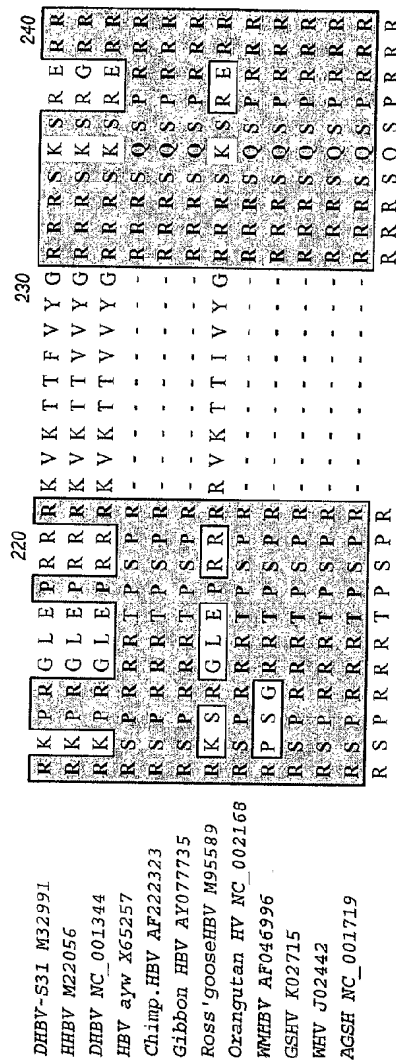 220 230 240
DHBV-S31 M32991 R K P R G L E P R R R K V K T T F V Y G R R R S K S R E R R
HHBV M22056 R K P R G L E P R R R K V K T T V V Y G R R R S K S R G R R
DHBV NC_001344 R K P R G L E P R R R K V K T T V V Y G R R R S K S R E R R
HBV ayw X65257 R S P R R R T P S P R - - - - - - - - - R R R S Q S P R R R
Chimp.HBV AF222323 R S P R R R T P S P R - - - - - - - - - R R R S Q S P R R R
Gibbon HBV AY077735 R S P R R R T P S P R - - - - - - - - - R R R S Q S P R R R
Ross'gooseHBV M95589 R K S R G L E P R R R R V K T T I V Y G R R R S K S R E R R
Orangutan HV NC_002168 R S P R R R T P S P R - - - - - - - - - R R R S Q S P R R R
WMHBV AF046996 R P S G R R T P S P R - - - - - - - - - R R R S Q S P R R R
GSHV K02715 R S P R R R T P S P R - - - - - - - - - R R R S Q S P R R R
WHV J02442 R S P R R R T P S P R - - - - - - - - - R R R S Q S P R R R
AGSH NC_001719 R S P R R R T P S P R - - - - - - - - - R R R S Q S P R R R
R S P R R R T P S P R R R R S Q S P R R R